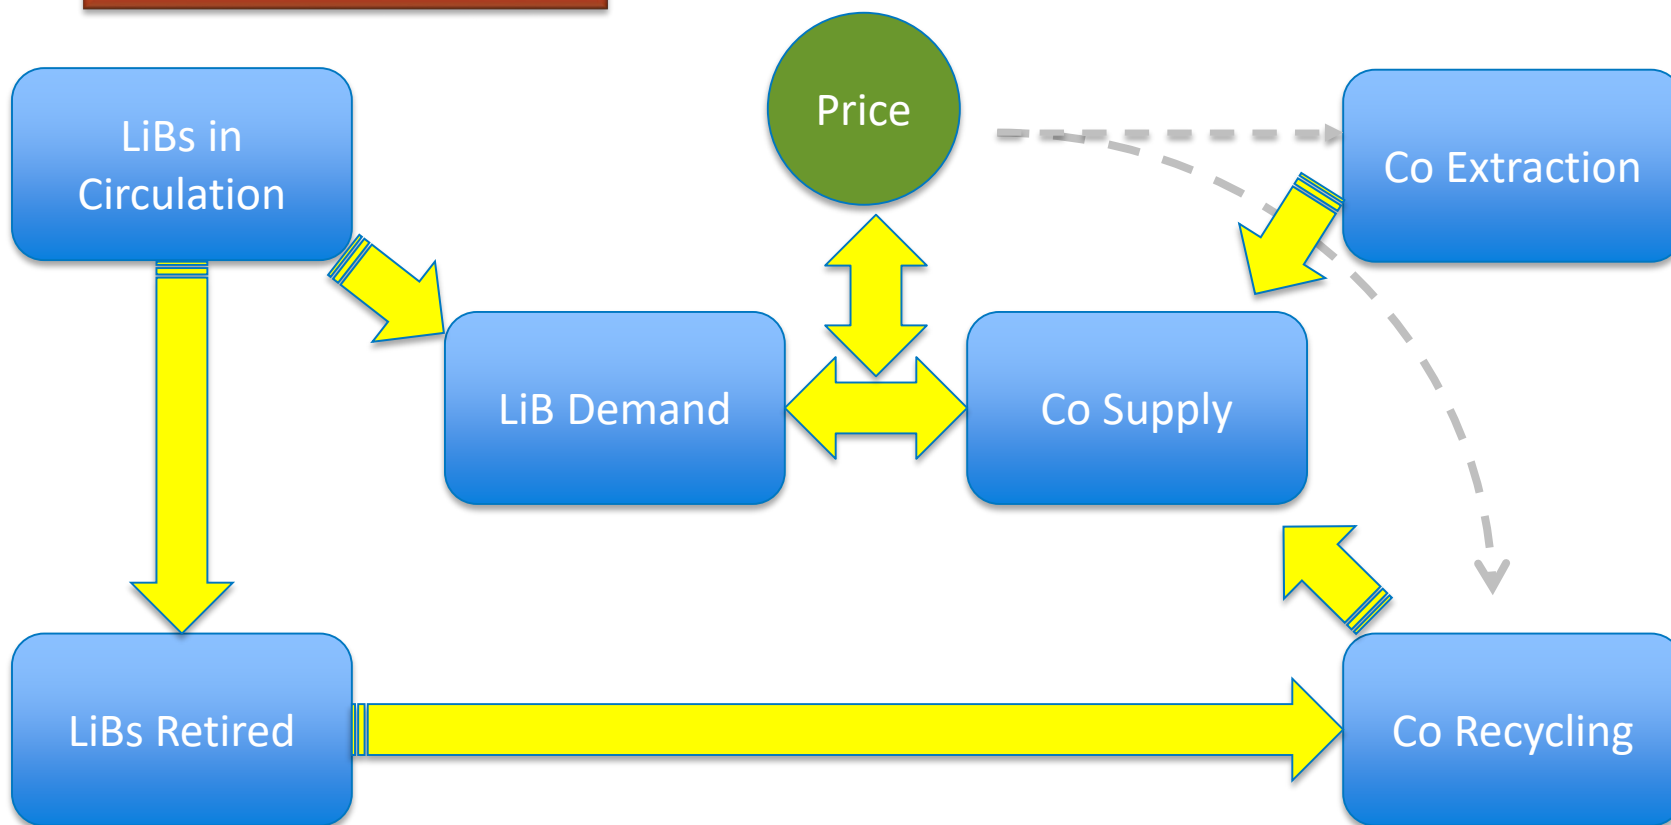 Price
LiBs in
Circulation
Co Extraction
LiB Demand
Co Supply
LiBs Retired
Co Recycling